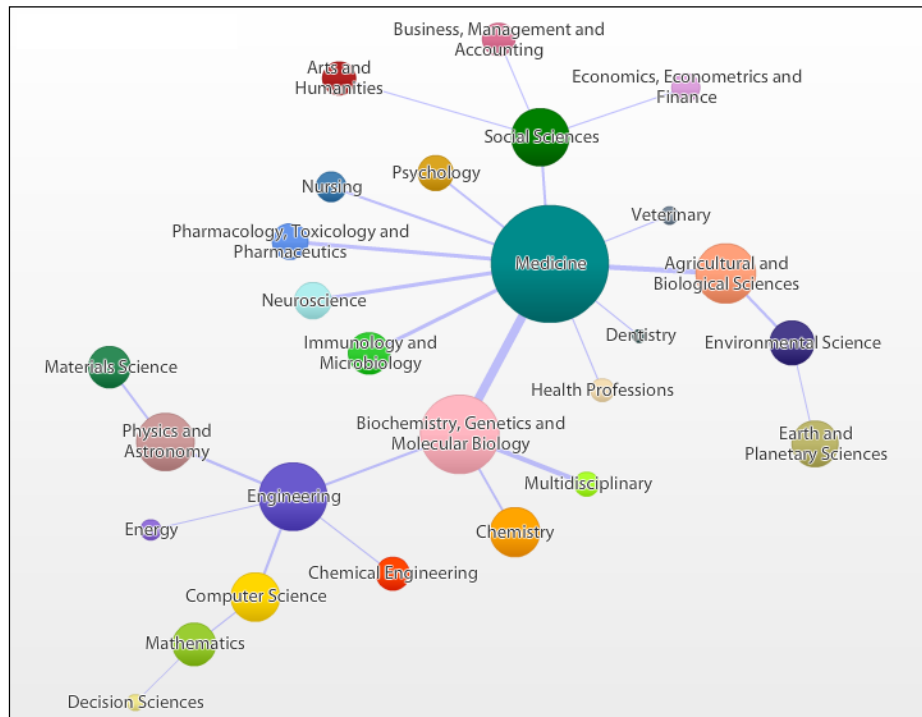 Business, Management and
Accounting
Arts and
Humanities
Economics, Econometrics and
Finance
Social Sciences
Psychology
Nursing
Veterinary
Pharmacology, Toxicology and
Pharmaceutics
Medicine
Agricultural and
Biological Sciences
Neuroscience
Immunology and
Microbiology
Dentistry
Environmental Science
Materials Science
Health Professions
Biochemistry, Genetics and
Molecular Biology
Physics and
Astronomy
Earth and
Planetary Sciences
Multidisciplinary
Engineering
Energy
Chemistry
Chemical Engineering
Computer Science
Mathematics
Decision Sciences